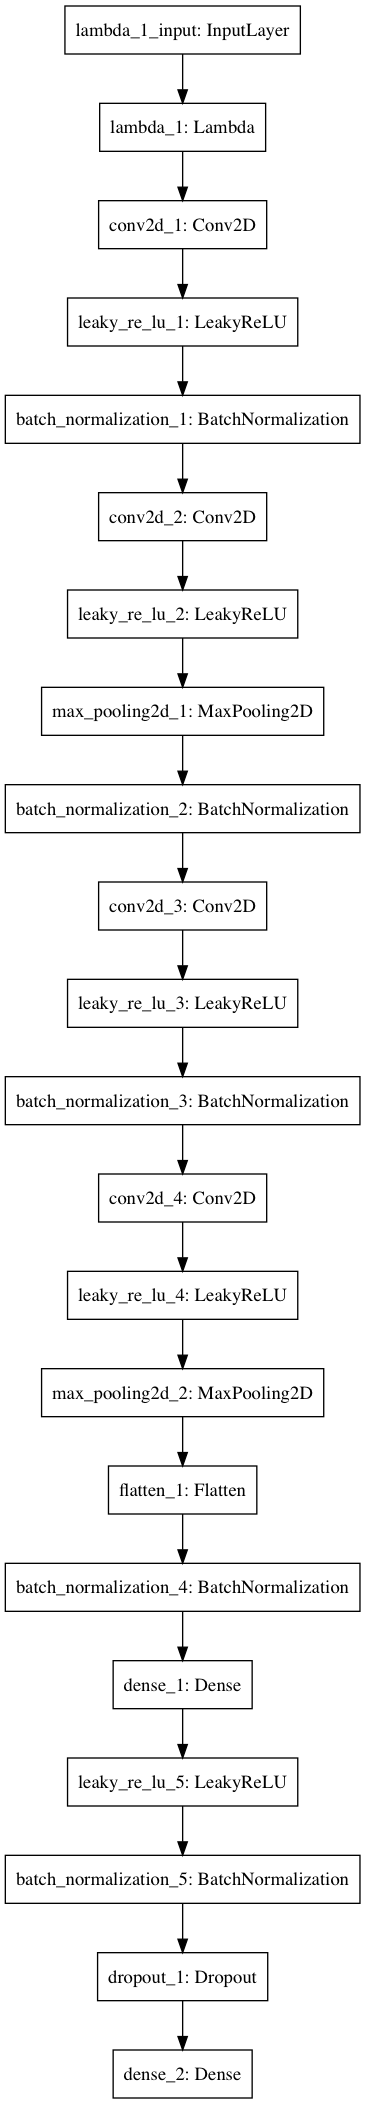 lambda_1_input: InputLayer
lambda_1: Lambda
conv2d_1: Conv2D
leaky_re_lu_1: LeakyReLU
batch_normalization_1: BatchNormalization
conv2d_2: Conv2D
leaky_re_lu_2: LeakyReLU
max_pooling2d_1: MaxPooling2D
batch_normalization_2: BatchNormalization
conv2d_3: Conv2D
leaky_re_lu_3: LeakyReLU
batch_normalization_3: BatchNormalization
conv2d_4: Conv2D
leaky_re_lu_4: LeakyReLU
max_pooling2d_2: MaxPooling2D
flatten_1: Flatten
batch_normalization_4: BatchNormalization
dense_1: Dense
leaky_re_lu_5: LeakyReLU
batch_normalization_5: BatchNormalization
dropout_1: Dropout
dense_2: Dense